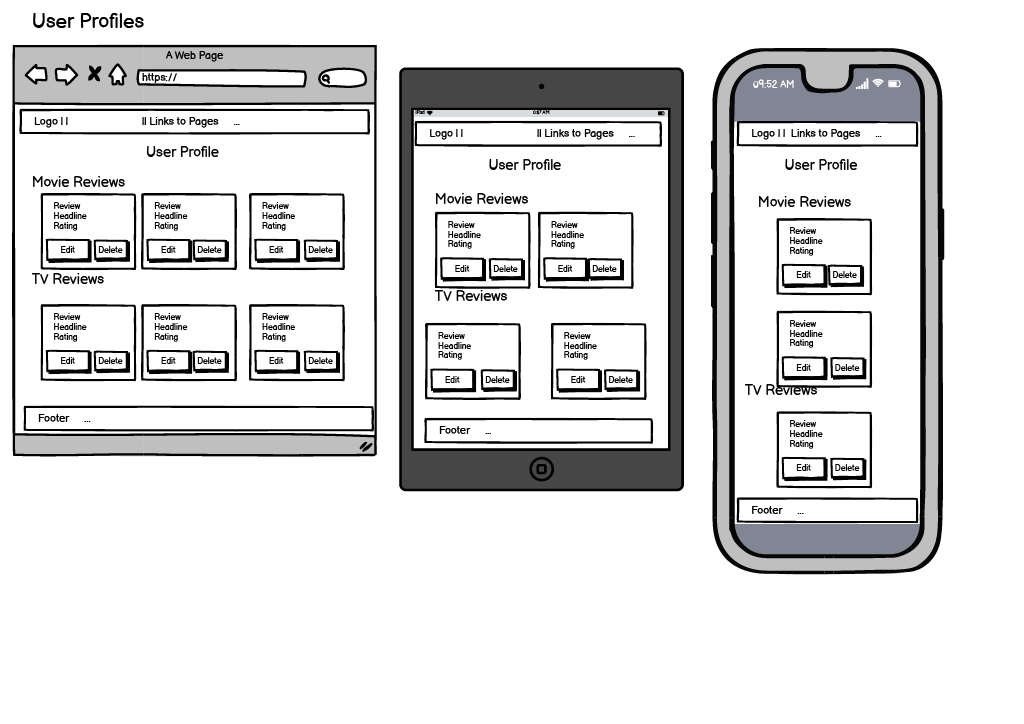 User Profiles
A Web Page
https://
Logo I I II Links to Pages ...
User Profile
Movie Reviews
Review Review Review
Headline Headline Headline
Rating Rating Rating
Edit Delete Edit Delete Edit Delete
TV Reviews
Review Review Review
Headline Headline Headline
Rating Rating Rating
Edit Delete Edit Delete Edit Delete
Footer ...
iPad
Logo I I II Links to Pages ...
User Profile
Movie Reviews
Review Review
Headline Headline
Rating Rating
Edit Delete Edit Delete
TV Reviews
Review Review
Headline Headline
Rating Rating
Edit Delete Edit Delete
Footer ...
09:52 AM
Logo I I Links to Pages ...
User Profile
Movie Reviews
Review
Headline
Rating
Edit Delete
Review
Headline
Rating
Edit Delete
TV Reviews
Review
Headline
Rating
Edit Delete
Footer ...